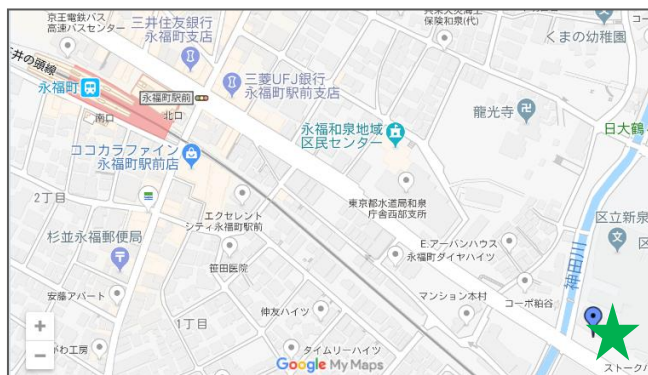 京王電鉄バス
高速バスセンター
三井住友銀行
永福町支店
保険和泉(代)
くまの幼稚園
井の頭線
三菱UFJ銀行
永福町駅前支店
永福町
永福町駅前
南口
北口
龍光寺
永福和泉地域
区民センター
日大鶴
ココカラファイン
永福町駅前店
2丁目
東京都水道局和泉
庁舎西部支所
エクセレント
シティ永福町駅前
区立新泉
杉並永福郵便局
E.アーバンハウス
永福町ダイヤハイツ
神田川
笹田医院
安藤アパート
マンション木村
コーポ粕谷
1丁目
仲友ハイツ
+
−
わ工房
タイムリーハイツ
Google My Maps
ストークハ